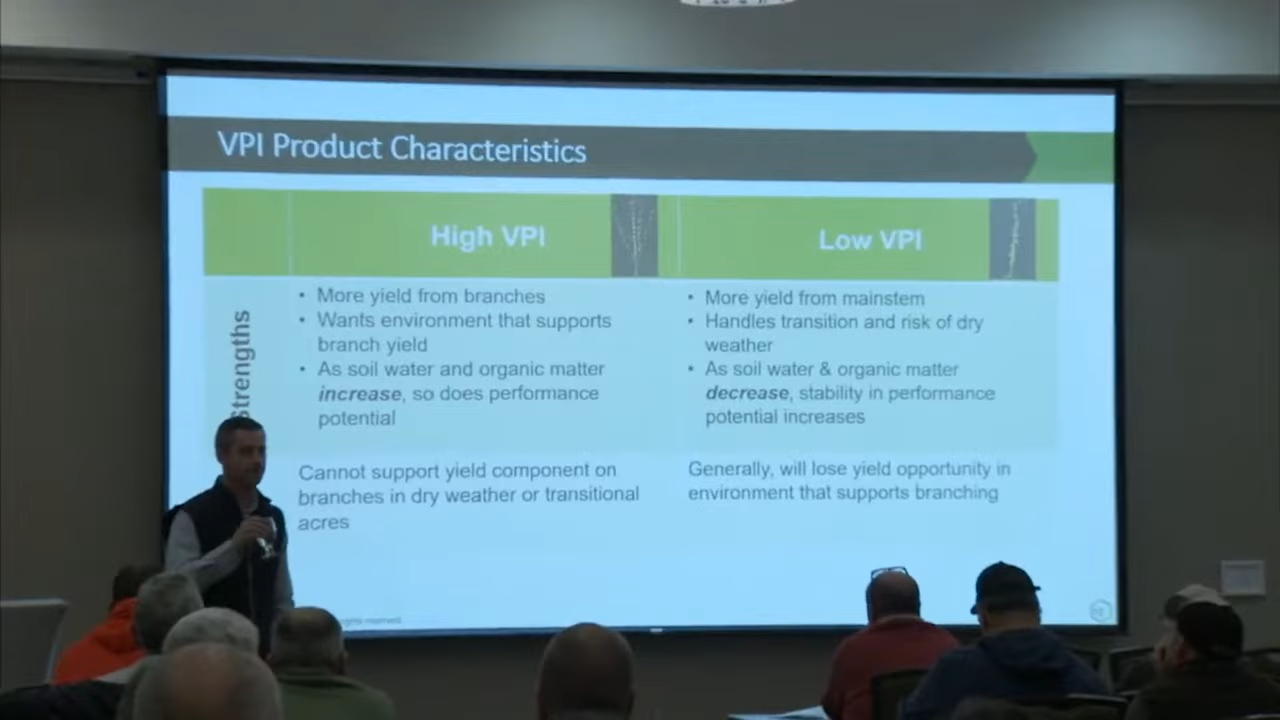 VPI Product Characteristics
High VPI
Low VPI
Strengths
• More yield from branches
• Wants environment that supports
branch yield
• As soil water and organic matter
increase, so does performance
potential
• More yield from mainstem
• Handles transition and risk of dry
weather
• As soil water & organic matter
decrease, stability in performance
potential increases
Cannot support yield component on
branches in dry weather or transitional
acres
Generally, will lose yield opportunity in
environment that supports branching
rights reserved